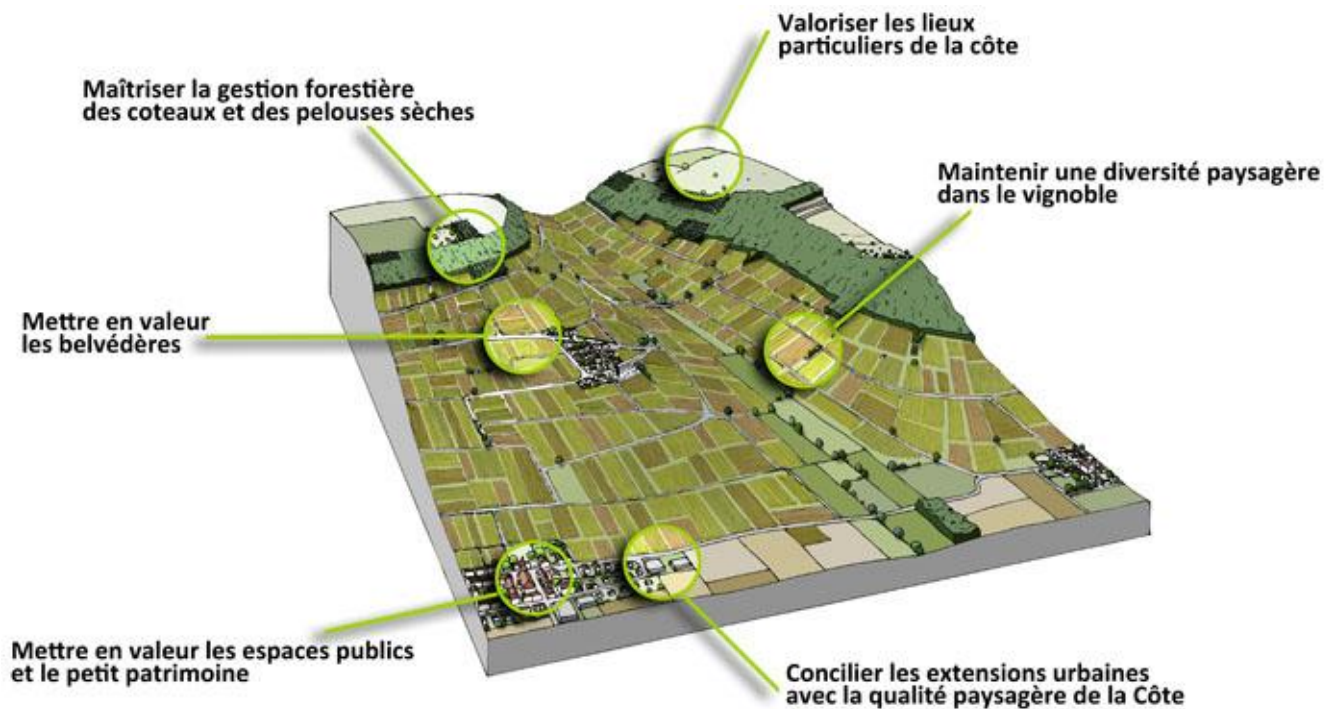 Valoriser les lieux
particuliers de la côte
Maîtriser la gestion forestière
des coteaux et des pelouses sèches
Maintenir une diversité paysagère
dans le vignoble
Mettre en valeur
les belvédères
Mettre en valeur les espaces publics
et le petit patrimoine
Concilier les extensions urbaines
avec la qualité paysagère de la Côte